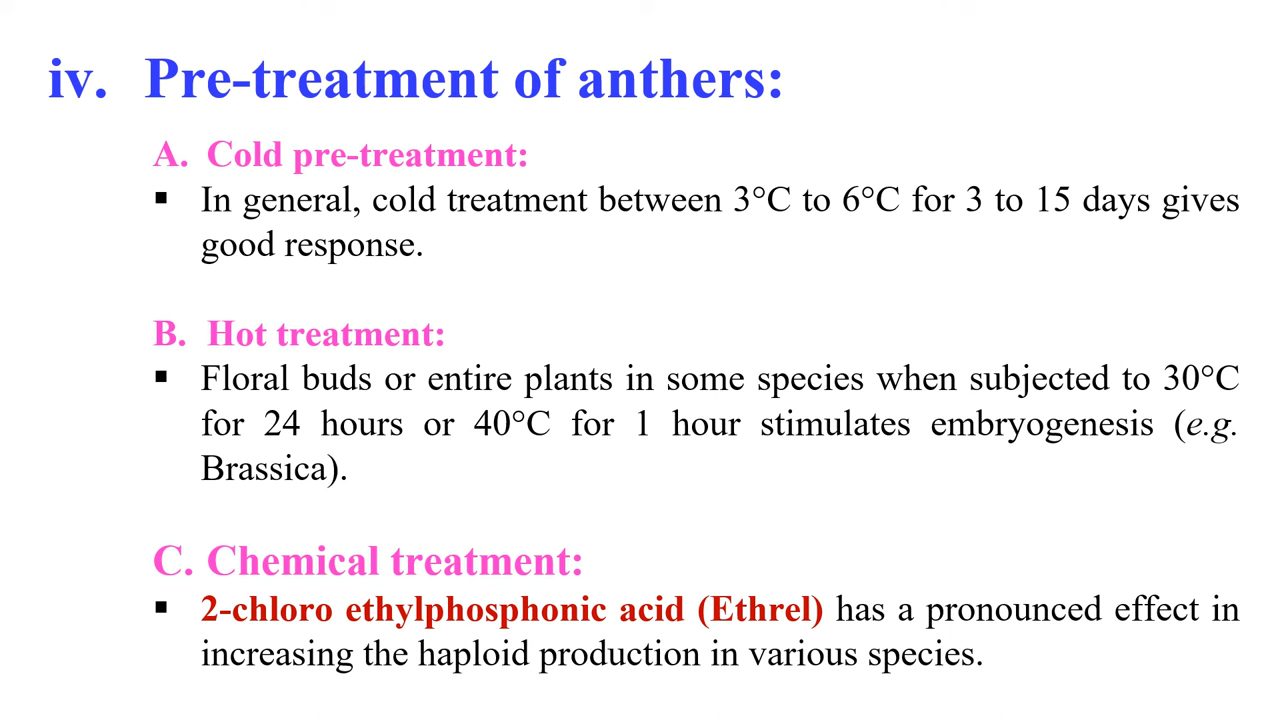 iv. Pre-treatment of anthers:
A. Cold pre-treatment:
▪ In general, cold treatment between 3°C to 6°C for 3 to 15 days gives
good response.
B. Hot treatment:
▪ Floral buds or entire plants in some species when subjected to 30°C
for 24 hours or 40°C for 1 hour stimulates embryogenesis (e.g.
Brassica).
C. Chemical treatment:
▪ 2-chloro ethylphosphonic acid (Ethrel) has a pronounced effect in
increasing the haploid production in various species.